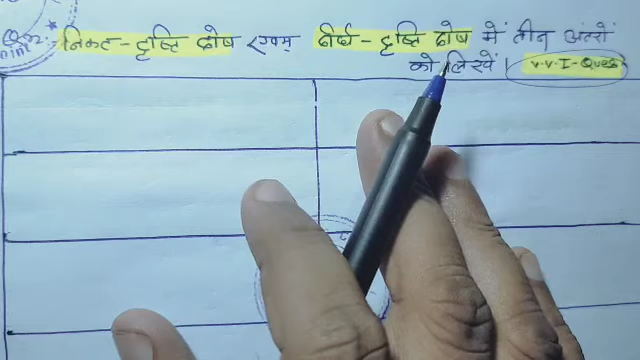 निकट-दृष्टि दोष एवम् दीर्घ-दृष्टि दोष में तीन अंतरों
को लिखें। V.V.I-Ques